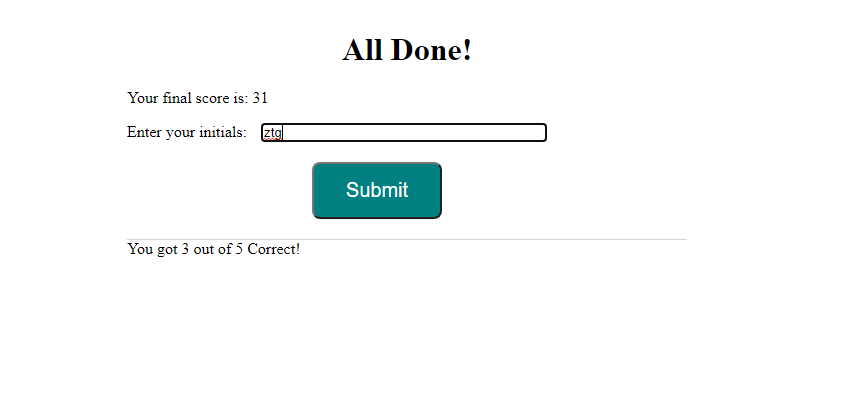 All Done!
Your final score is: 31
Enter your initials: ztg
Submit
You got 3 out of 5 Correct!